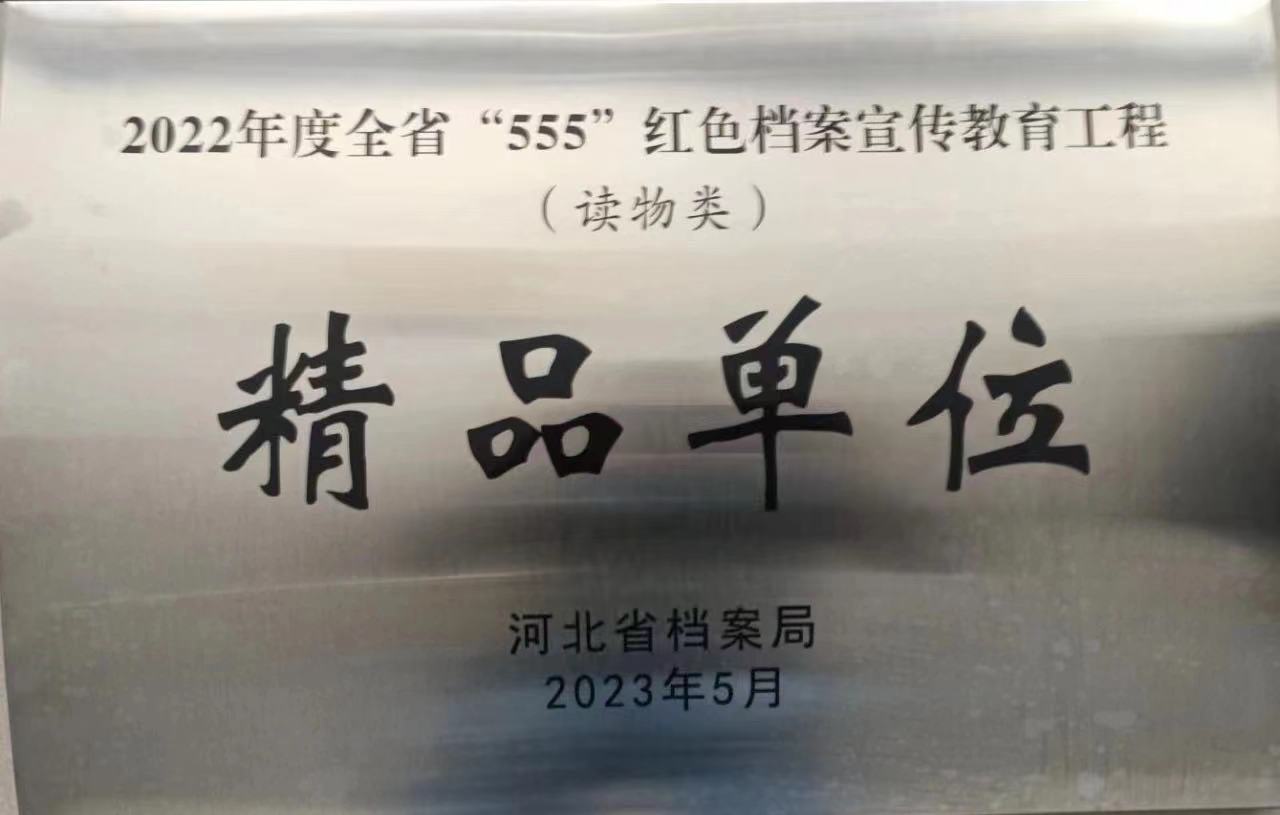 2022年度全省“555”红色档案宣传教育工程
（读物类）
精品单位
河北省档案局
2023年5月